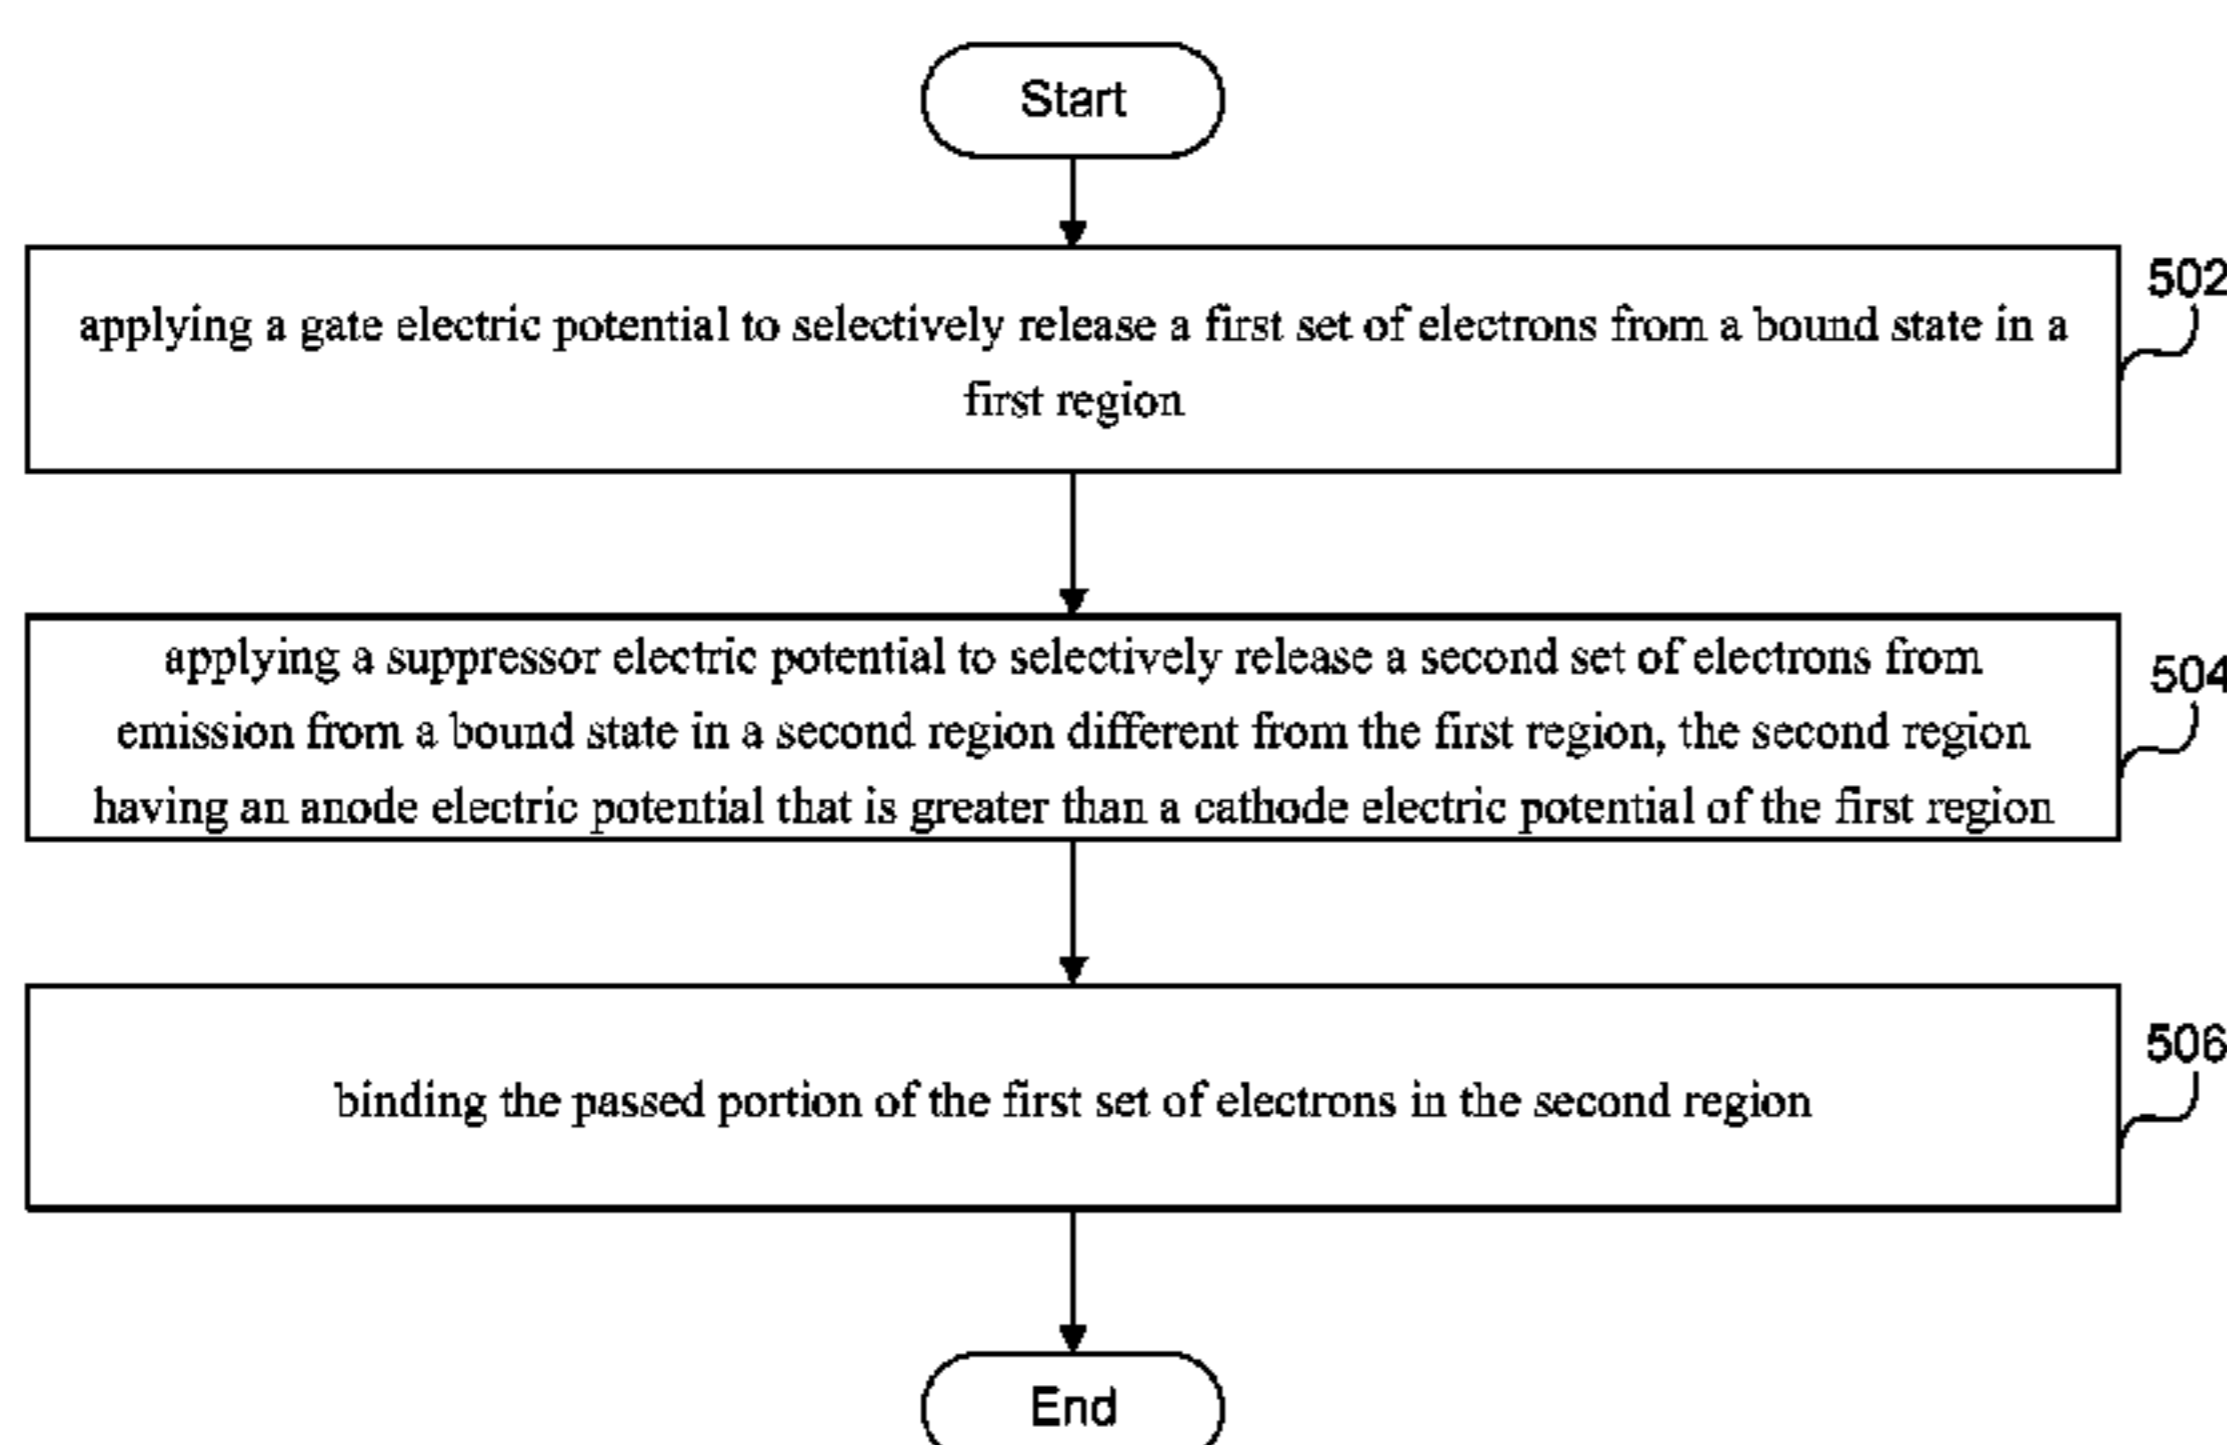 Start
applying a gate electric potential to selectively release a first set of electrons from a bound state in a
first region
502
applying a suppressor electric potential to selectively release a second set of electrons from
emission from a bound state in a second region different from the first region, the second region
having an anode electric potential that is greater than a cathode electric potential of the first region
504
binding the passed portion of the first set of electrons in the second region
506
End